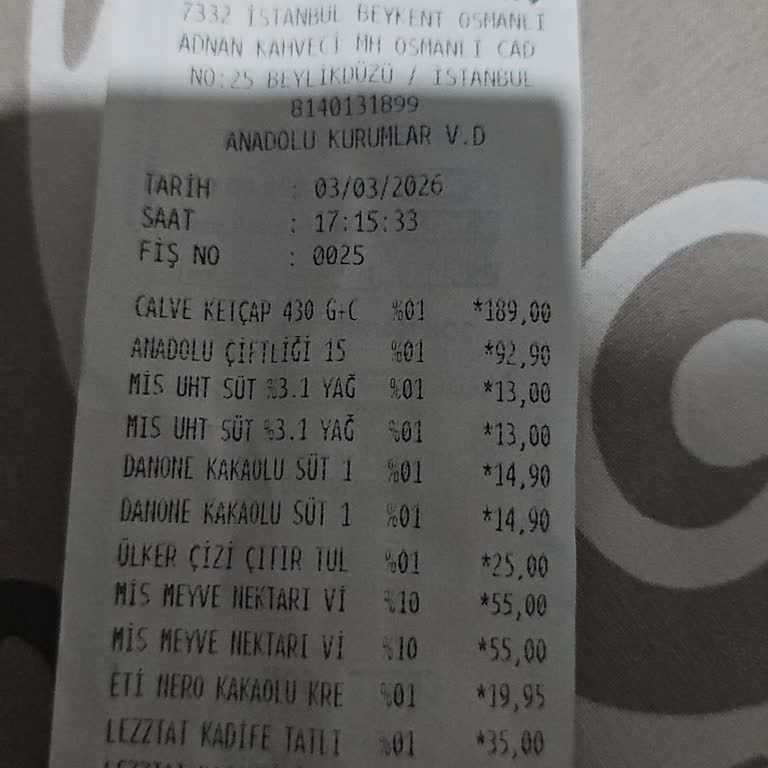 7332 İSTANBUL BEYKENT OSMANLI
ADNAN KAHVECİ MH OSMANLI CAD
NO:25 BEYLİKDÜZÜ / İSTANBUL
8140131899
ANADOLU KURUMLAR V.D
TARİH : 03/03/2026
SAAT : 17:15:33
FİŞ NO : 0025
CALVE KETÇAP 430 G+C %01 *189,00
ANADOLU ÇİFTLİĞİ 15 %01 *92,90
MİS UHT SÜT %3.1 YAĞ %01 *13,00
MİS UHT SÜT %3.1 YAĞ %01 *13,00
DANONE KAKAOLU SÜT 1 %01 *14,90
DANONE KAKAOLU SÜT 1 %01 *14,90
ÜLKER ÇİZİ ÇITIR TUL %01 *25,00
MİS MEYVE NEKTARI Vİ %10 *55,00
MİS MEYVE NEKTARI Vİ %10 *55,00
ETİ NERO KAKAOLU KRE %01 *19,95
LEZZTAT KADİFE TATLI %01 *35,00